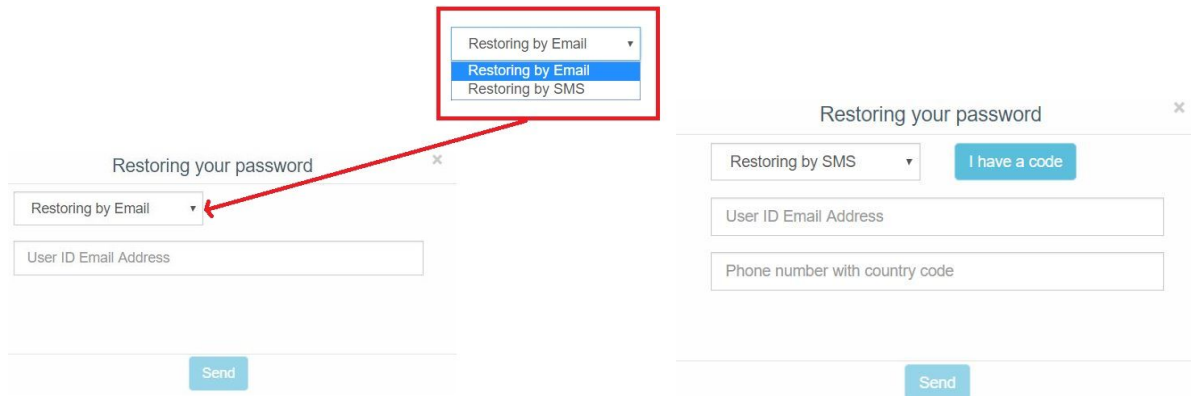 Restoring by Email
Restoring by Email
Restoring by SMS
Restoring your password
×
Restoring by Email
User ID Email Address
Send
Restoring your password
×
Restoring by SMS
I have a code
User ID Email Address
Phone number with country code
Send